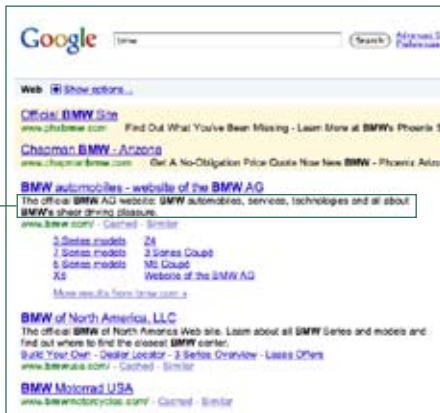 Google bmw Search Advanced S
Preferences
Web Show options...
Official BMW Site
Find Out What You've Been Missing - Learn More at BMW's Phoenix S
Chapman BMW - Arizona
www.chapmanbmw.com Get A No-Obligation Price Quote Now New BMW - Phoenix Arizo
BMW automobiles - website of the BMW AG
The official BMW AG website: BMW automobiles, services, technologies and all about
BMW's sheer driving pleasure.
www.bmw.com/ - Cached - Similar
3 Series models Z4
7 Series models 3 Series Coupé
Series models M6 Coupé
Website of the BMW AG
More results from bmw.com »
BMW of North America, LLC
The official BMW of North America Web site. Learn about all BMW Series and models and
find out where to find the closest BMW center.
Build Your Own - Dealer Locator - 3 Series Overview - Lease Offers
www.bmwusa.com/ - Cached - Similar
BMW Motorrad USA
www.bmwmotorcycles.com/ - Cached - Similar